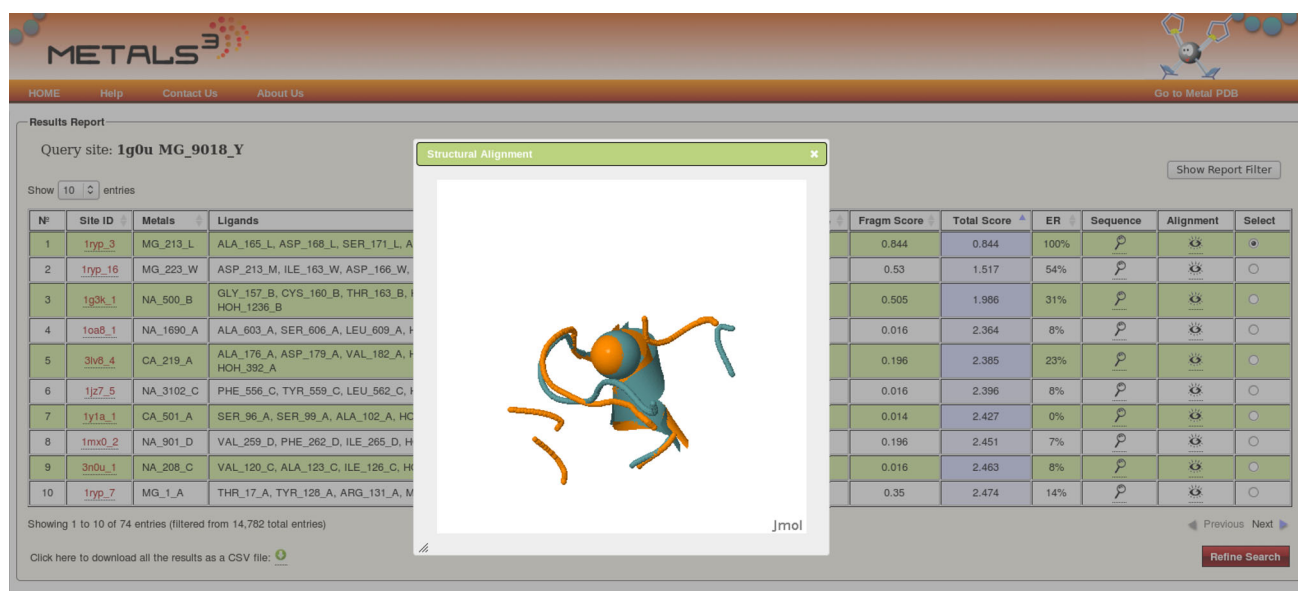 METALS³
HOME Help Contact Us About Us Go to Metal PDB
Results Report
Query site: 1g0u MG_9018_Y
Structural Alignment
Show Report Filter
Show 10 entries
Nº Site ID Metals Ligands Fragm Score Total Score ER Sequence Alignment Select
1 1ryp_3 MG_213_L ALA_165_L, ASP_168_L, SER_171_L, 0.844 0.844 100%
2 1ryp_16 MG_223_W ASP_213_M, ILE_163_W, ASP_166_W, 0.53 1.517 54%
3 1g3k_1 NA_500_B GLY_157_B, CYS_160_B, THR_163_B, 0.505 1.986 31%
HOH_1236_B
4 1oa8_1 NA_1690_A ALA_603_A, SER_606_A, LEU_609_A, 0.016 2.364 8%
5 3lv8_4 CA_219_A ALA_176_A, ASP_179_A, VAL_182_A, 0.196 2.385 23%
HOH_392_A
6 1jz7_5 NA_3102_C PHE_556_C, TYR_559_C, LEU_562_C, 0.016 2.396 8%
7 1y1a_1 CA_501_A SER_96_A, SER_99_A, ALA_102_A, 0.014 2.427 0%
8 1mx0_2 NA_901_D VAL_259_D, PHE_262_D, ILE_265_D, 0.196 2.451 7%
9 3n0u_1 NA_208_C VAL_120_C, ALA_123_C, ILE_126_C, 0.016 2.463 8%
10 1ryp_7 MG_1_A THR_17_A, TYR_128_A, ARG_131_A, 0.35 2.474 14%
Jmol
Showing 1 to 10 of 74 entries (filtered from 14,782 total entries) Previous Next
Click here to download all the results as a CSV file: Refine Search